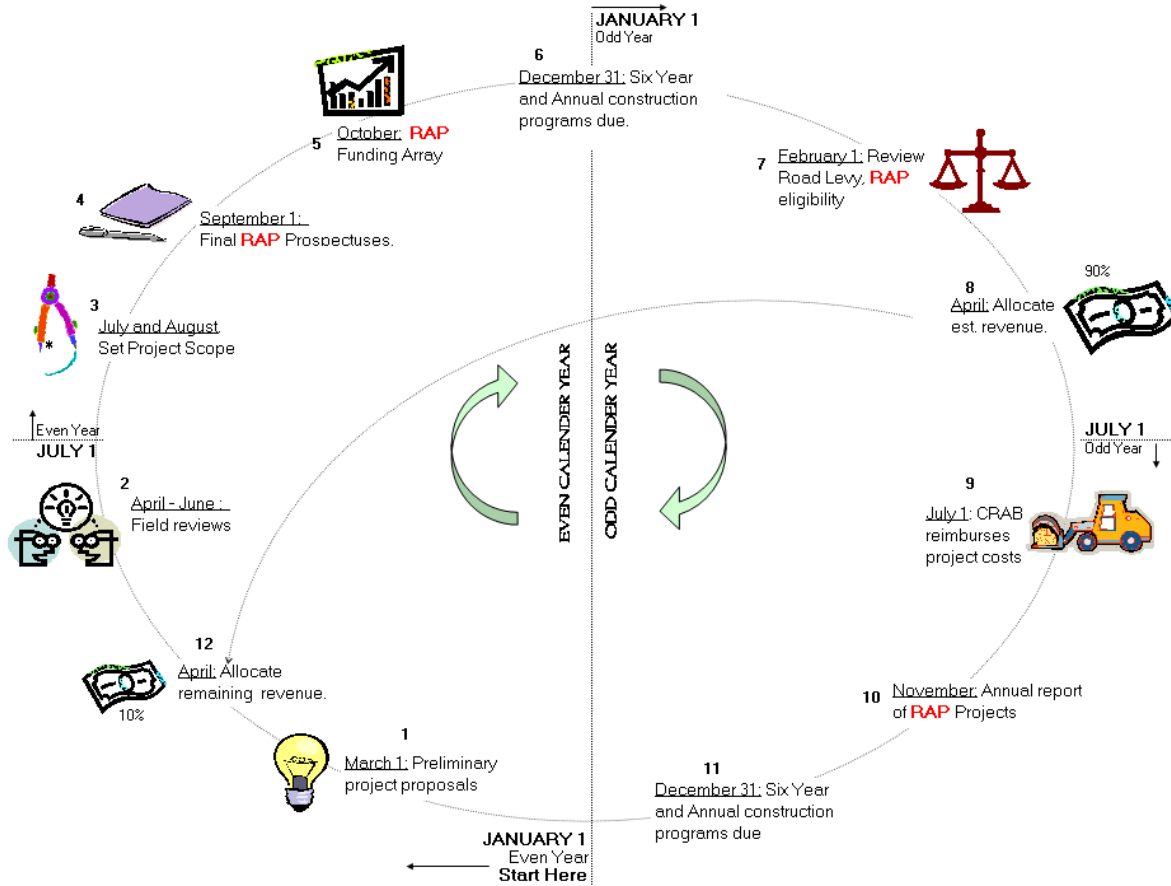 JANUARY 1
Odd Year
6
December 31: Six Year
and Annual construction
programs due.
5
October: RAP
Funding Array
7
February 1: Review
Road Levy, RAP
eligibility
4
September 1:
Final RAP Prospectuses.
3
July and August
Set Project Scope
*
8
90%
April: Allocate
est. revenue.
EVEN CALENDER YEAR
ODD CALENDER YEAR
Even Year
JULY 1
JULY 1
Odd Year
2
April - June :
Field reviews
9
July 1: CRAB
reimburses
project costs
12
April: Allocate
remaining revenue.
10%
10
November: Annual report
of RAP Projects
1
March 1: Preliminary
project proposals
11
December 31: Six Year
and Annual construction
programs due
JANUARY 1
Even Year
Start Here